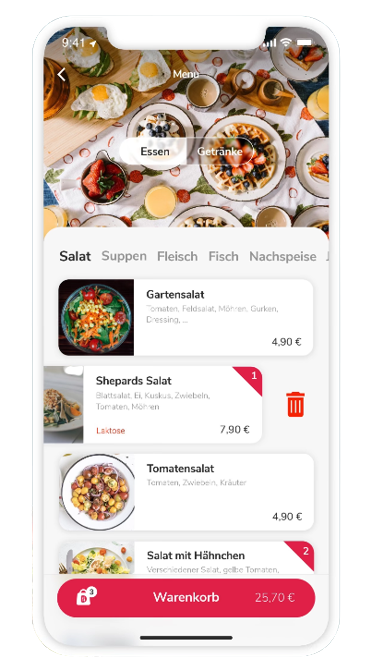 9:41
Menü
Essen
Getränke
Salat Suppen Fleisch Fisch Nachspeise
Gartensalat
Tomaten, Feldsalat, Möhren, Gurken,
Dressing, ...
4,90 €
Shepards Salat
1
Blattsalat, Ei, Kuskus, Zwiebeln,
Tomaten, Möhren
Laktose
7,90 €
Tomatensalat
Tomaten, Zwiebeln, Kräuter
4,90 €
Salat mit Hähnchen
2
Verschiedener Salat, gelbe Tomaten,
3
Warenkorb
25,70 €